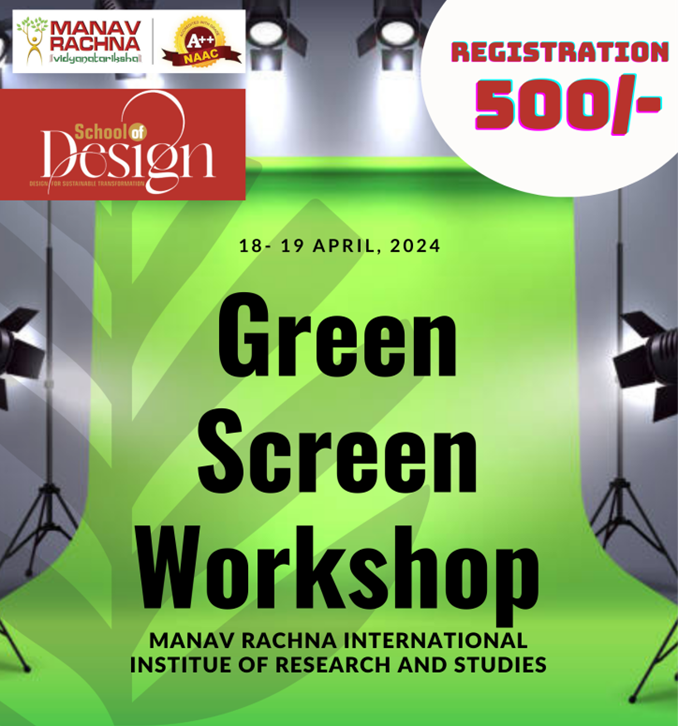 MANAV
RACHNA
vidyanatariksha
A++
NAAC
REGISTRATION
500/-
School of
Design
DESIGN FOR SUSTAINABLE TRANSFORMATION
18- 19 APRIL, 2024
Green
Screen
Workshop
MANAV RACHNA INTERNATIONAL
INSTITUE OF RESEARCH AND STUDIES